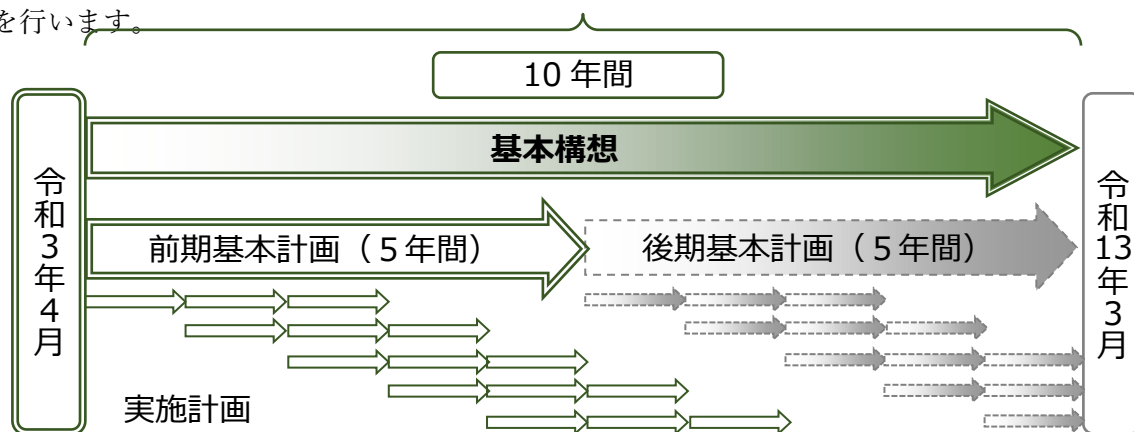 を行います。
10 年間
基本構想
令和３年４月
前期基本計画（５年間）
後期基本計画（５年間）
令和13年３月
実施計画